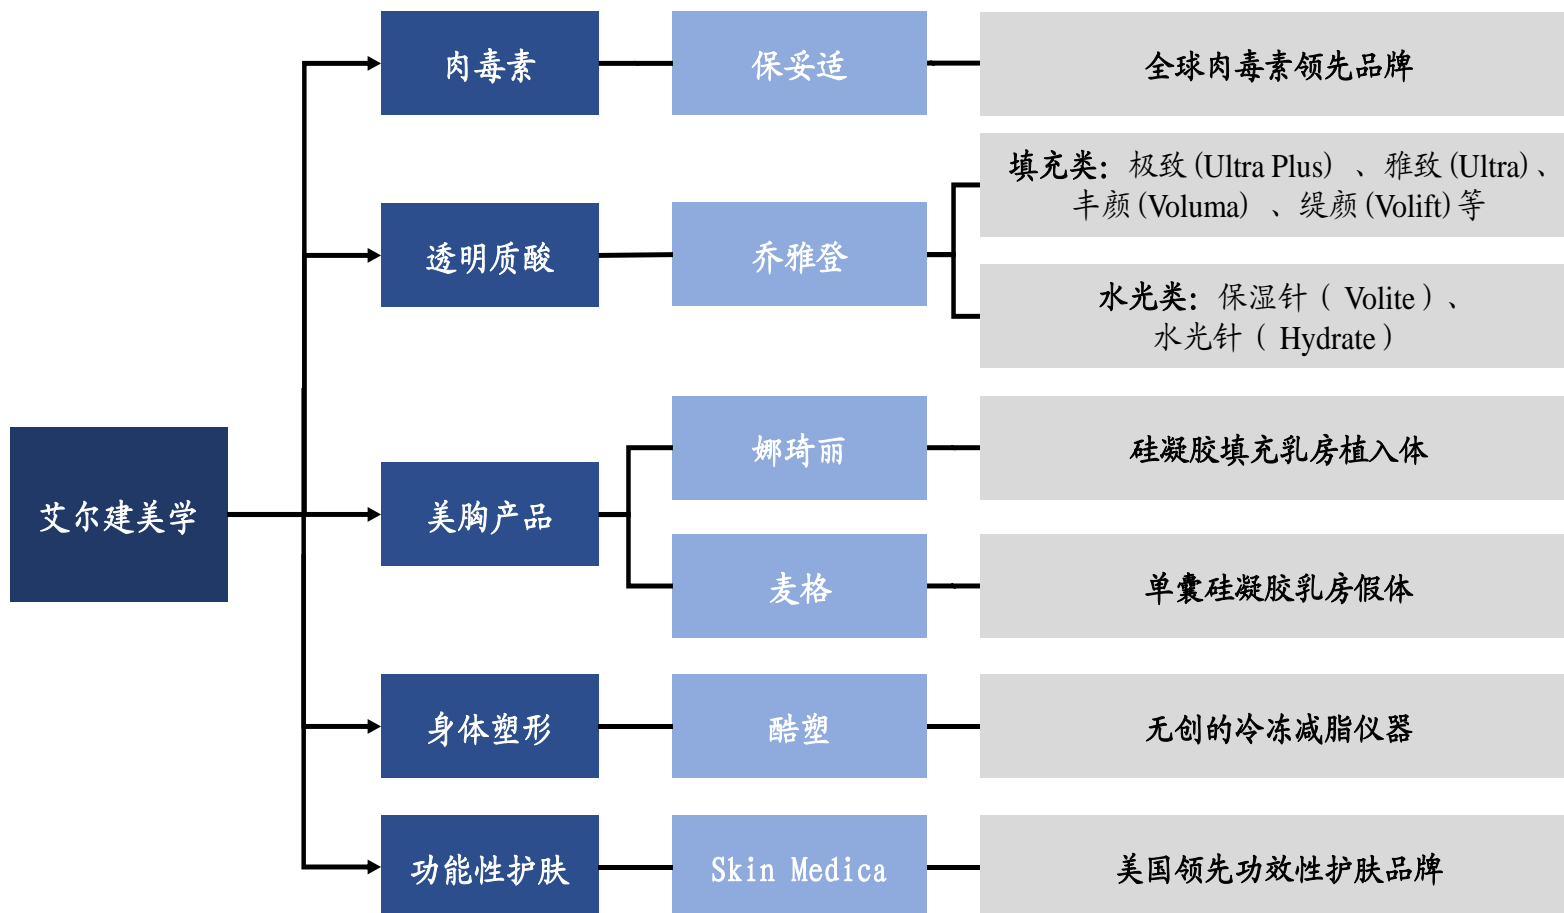 艾尔建美学
肉毒素
保妥适
全球肉毒素领先品牌
透明质酸
乔雅登
填充类：极致(Ultra Plus) 、雅致(Ultra)、
丰颜(Voluma) 、缇颜(Volift)等
水光类：保湿针（ Volite）、
水光针（ Hydrate）
美胸产品
娜琦丽
硅凝胶填充乳房植入体
麦格
单囊硅凝胶乳房假体
身体塑形
酷塑
无创的冷冻减脂仪器
功能性护肤
Skin Medica
美国领先功效性护肤品牌